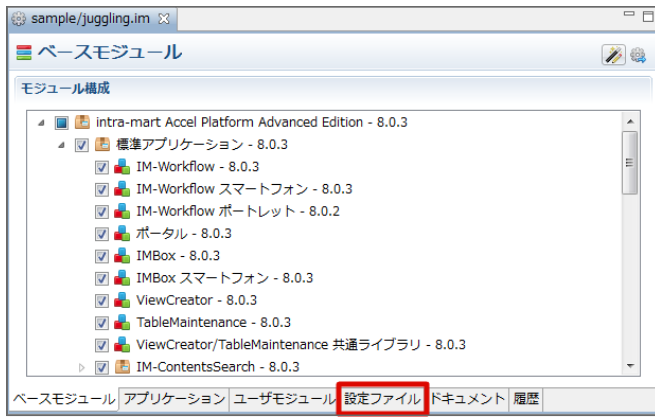 sample/juggling.im
ベースモジュール
モジュール構成
intra-mart Accel Platform Advanced Edition - 8.0.3
標準アプリケーション - 8.0.3
IM-Workflow - 8.0.3
IM-Workflow スマートフォン - 8.0.3
IM-Workflow ポートレット - 8.0.2
ポータル - 8.0.3
IMBox - 8.0.3
IMBox スマートフォン - 8.0.3
ViewCreator - 8.0.3
TableMaintenance - 8.0.3
ViewCreator/TableMaintenance 共通ライブラリ - 8.0.3
IM-ContentsSearch - 8.0.3
ベースモジュール アプリケーション ユーザモジュール 設定ファイル ドキュメント 履歴